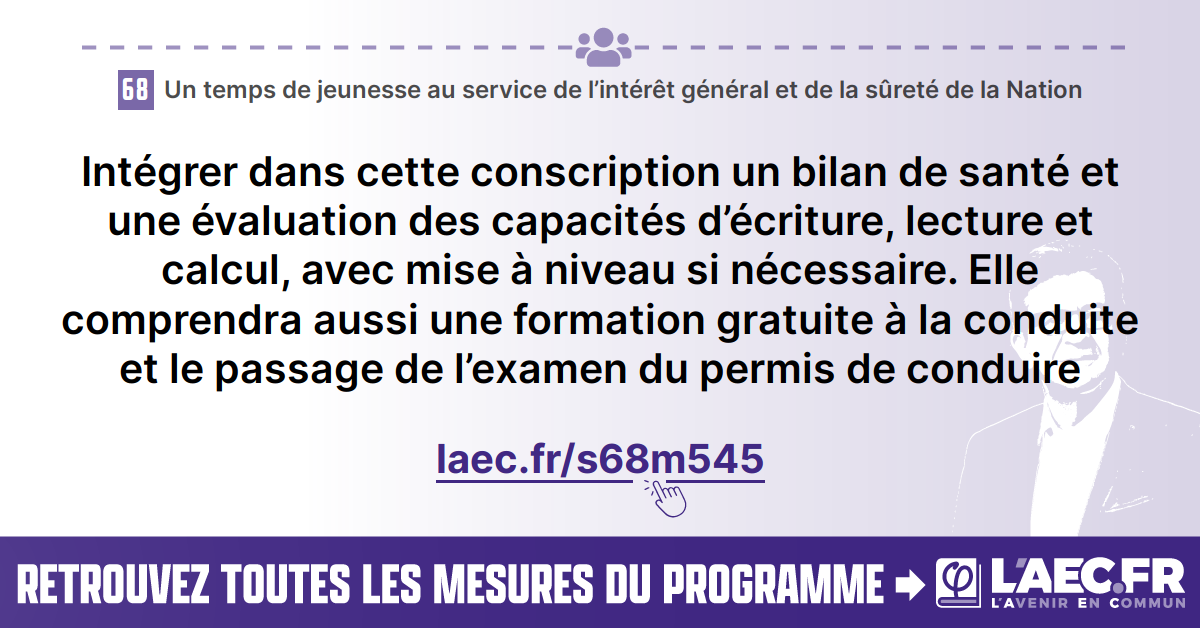 68 Un temps de jeunesse au service de l’intérêt général et de la sûreté de la Nation
Intégrer dans cette conscription un bilan de santé et
une évaluation des capacités d’écriture, lecture et
calcul, avec mise à niveau si nécessaire. Elle
comprendra aussi une formation gratuite à la conduite
et le passage de l’examen du permis de conduire
laec.fr/s68m545
RETROUVEZ TOUTES LES MESURES DU PROGRAMME
φ L'AEC.FR
L'AVENIR EN COMMUN